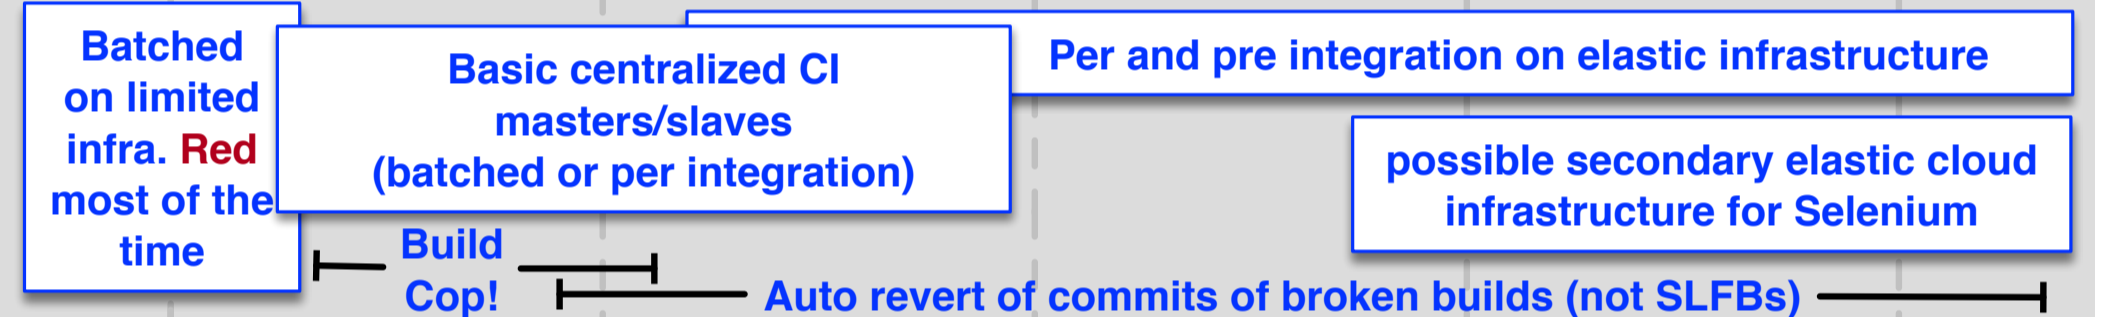 Batched
on limited
infra. Red
most of the
time
Basic centralized CI
masters/slaves
(batched or per integration)
Per and pre integration on elastic infrastructure
possible secondary elastic cloud
infrastructure for Selenium
Build
Cop!
Auto revert of commits of broken builds (not SLFBs)